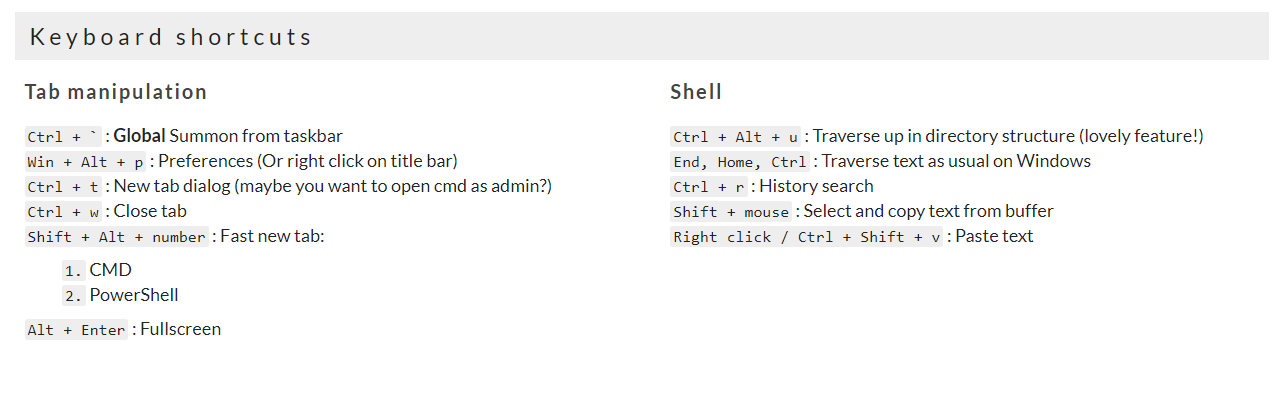 Keyboard shortcuts
Tab manipulation
Ctrl + ` : Global Summon from taskbar
Win + Alt + p : Preferences (Or right click on title bar)
Ctrl + t : New tab dialog (maybe you want to open cmd as admin?)
Ctrl + w : Close tab
Shift + Alt + number : Fast new tab:
1. CMD
2. PowerShell
Alt + Enter : Fullscreen
Shell
Ctrl + Alt + u : Traverse up in directory structure (lovely feature!)
End, Home, Ctrl : Traverse text as usual on Windows
Ctrl + r : History search
Shift + mouse : Select and copy text from buffer
Right click / Ctrl + Shift + v : Paste text